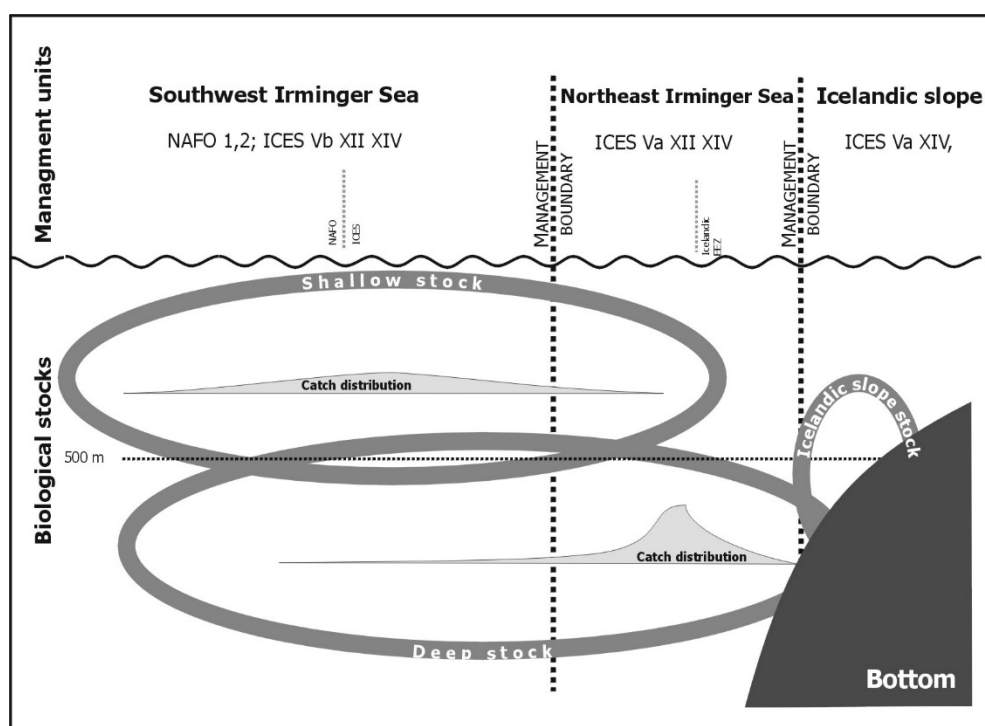 Managment units
Southwest Irminger Sea
NAFO 1,2; ICES Vb XII XIV
NAFO
ICES
MANAGEMENT
BOUNDARY
Northeast Irminger Sea
ICES Va XII XIV
Icelandic
EEZ
MANAGEMENT
BOUNDARY
Icelandic slope
ICES Va XIV,
Biological stocks
Shallow stock
Catch distribution
500 m
Icelandic slope stock
Catch distribution
Deep stock
Bottom